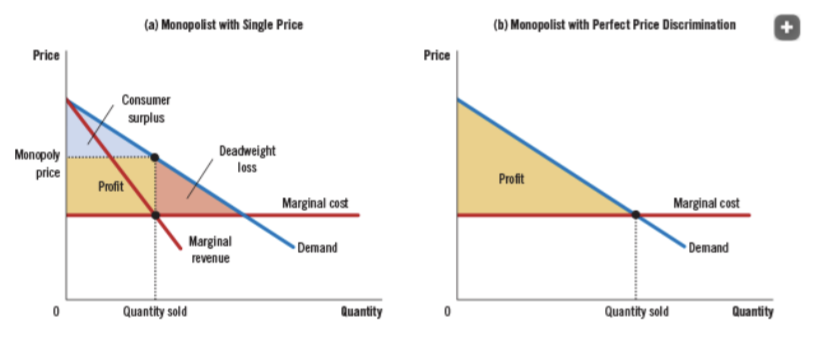 (a) Monopolist with Single Price
Price
Consumer
surplus
Monopoly
price
Deadweight
loss
Profit
Marginal cost
Marginal
revenue
Demand
0
Quantity sold
Quantity
(b) Monopolist with Perfect Price Discrimination
Price
Profit
Marginal cost
Demand
0
Quantity sold
Quantity